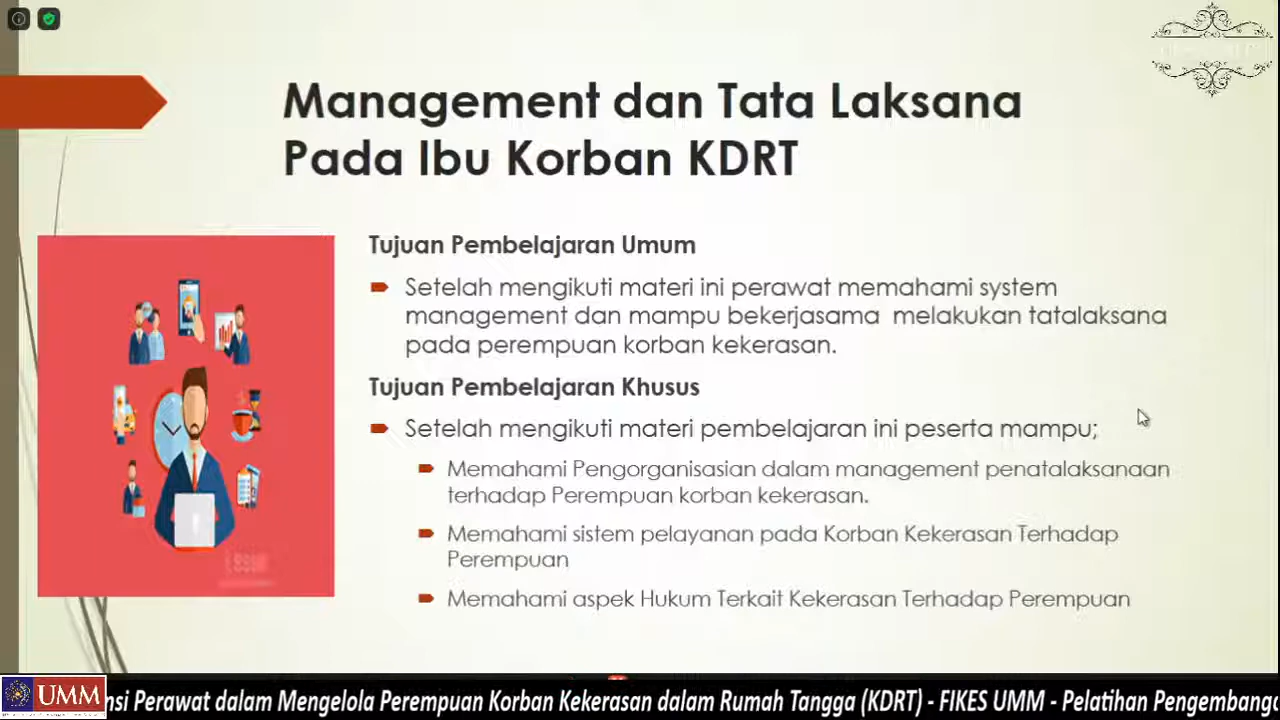 Management dan Tata Laksana
Pada Ibu Korban KDRT
Tujuan Pembelajaran Umum
Setelah mengikuti materi ini perawat memahami system
management dan mampu bekerjasama melakukan tatalaksana
pada perempuan korban kekerasan.
Tujuan Pembelajaran Khusus
Setelah mengikuti materi pembelajaran ini peserta mampu;
Memahami Pengorganisasian dalam management penatalaksanaan
terhadap Perempuan korban kekerasan.
Memahami sistem pelayanan pada Korban Kekerasan Terhadap
Perempuan
Memahami aspek Hukum Terkait Kekerasan Terhadap Perempuan
UMM
nsi Perawat dalam Mengelola Perempuan Korban Kekerasan dalam Rumah Tangga (KDRT) - FIKES UMM - Pelatihan Pengembang